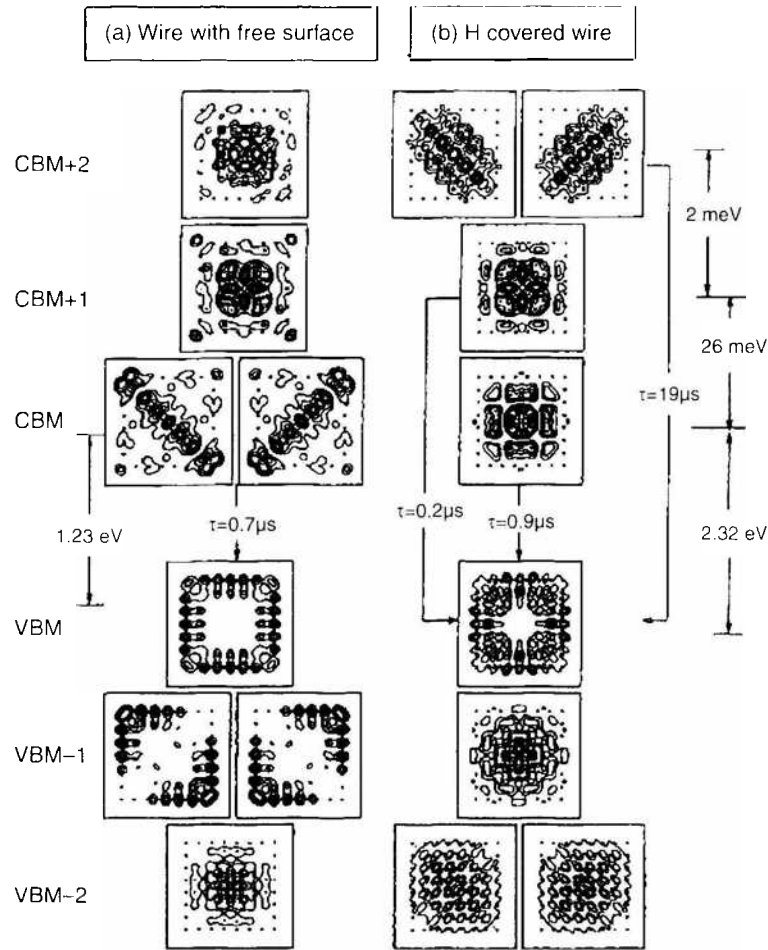 (a) Wire with free surface
(b) H covered wire
CBM+2
2 meV
CBM+1
26 meV
CBM
τ=19μs
1.23 eV
τ=0.7μs
τ=0.2μs
τ=0.9μs
2.32 eV
VBM
VBM-1
VBM-2